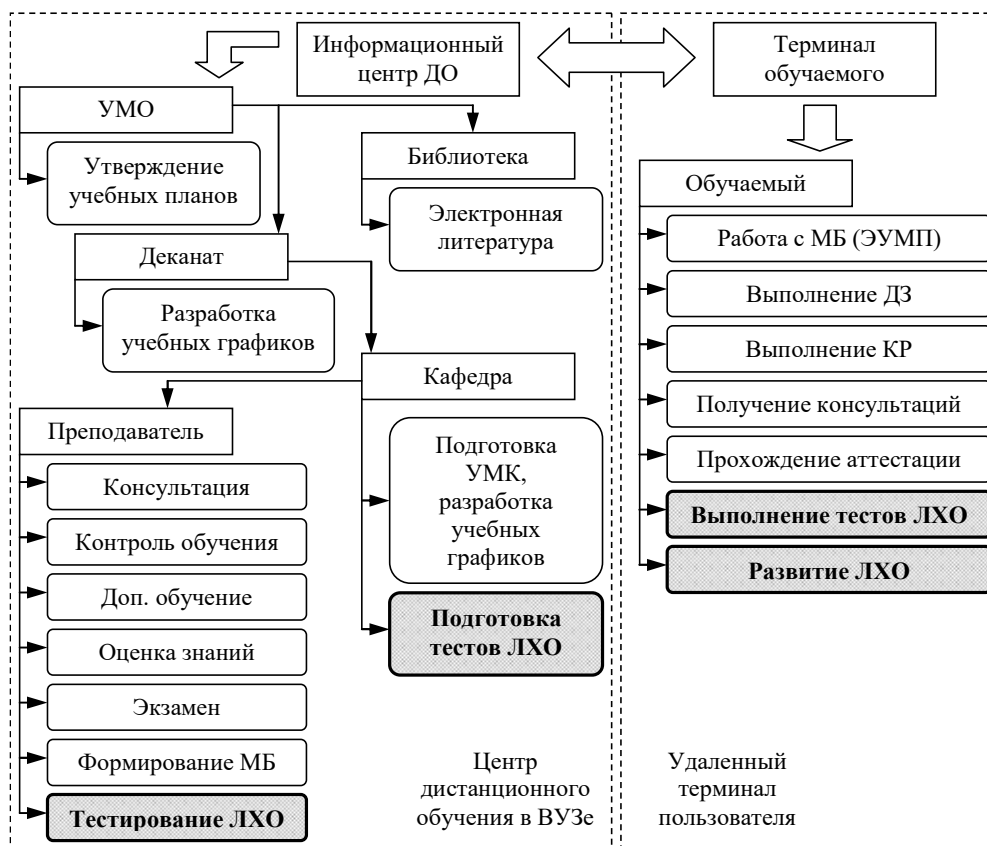 Информационный
центр ДО
Терминал
обучаемого
УМО
Утверждение
учебных планов
Библиотека
Электронная
литература
Деканат
Разработка
учебных графиков
Кафедра
Преподаватель
Консультация
Контроль обучения
Доп. обучение
Оценка знаний
Экзамен
Формирование МБ
Тестирование ЛХО
Подготовка
УМК,
разработка
учебных
графиков
Подготовка
тестов ЛХО
Центр
дистанционного
обучения в ВУЗе
Обучаемый
Работа с МБ (ЭУМП)
Выполнение ДЗ
Выполнение КР
Получение консультаций
Прохождение аттестации
Выполнение тестов ЛХО
Развитие ЛХО
Удаленный
терминал
пользователя